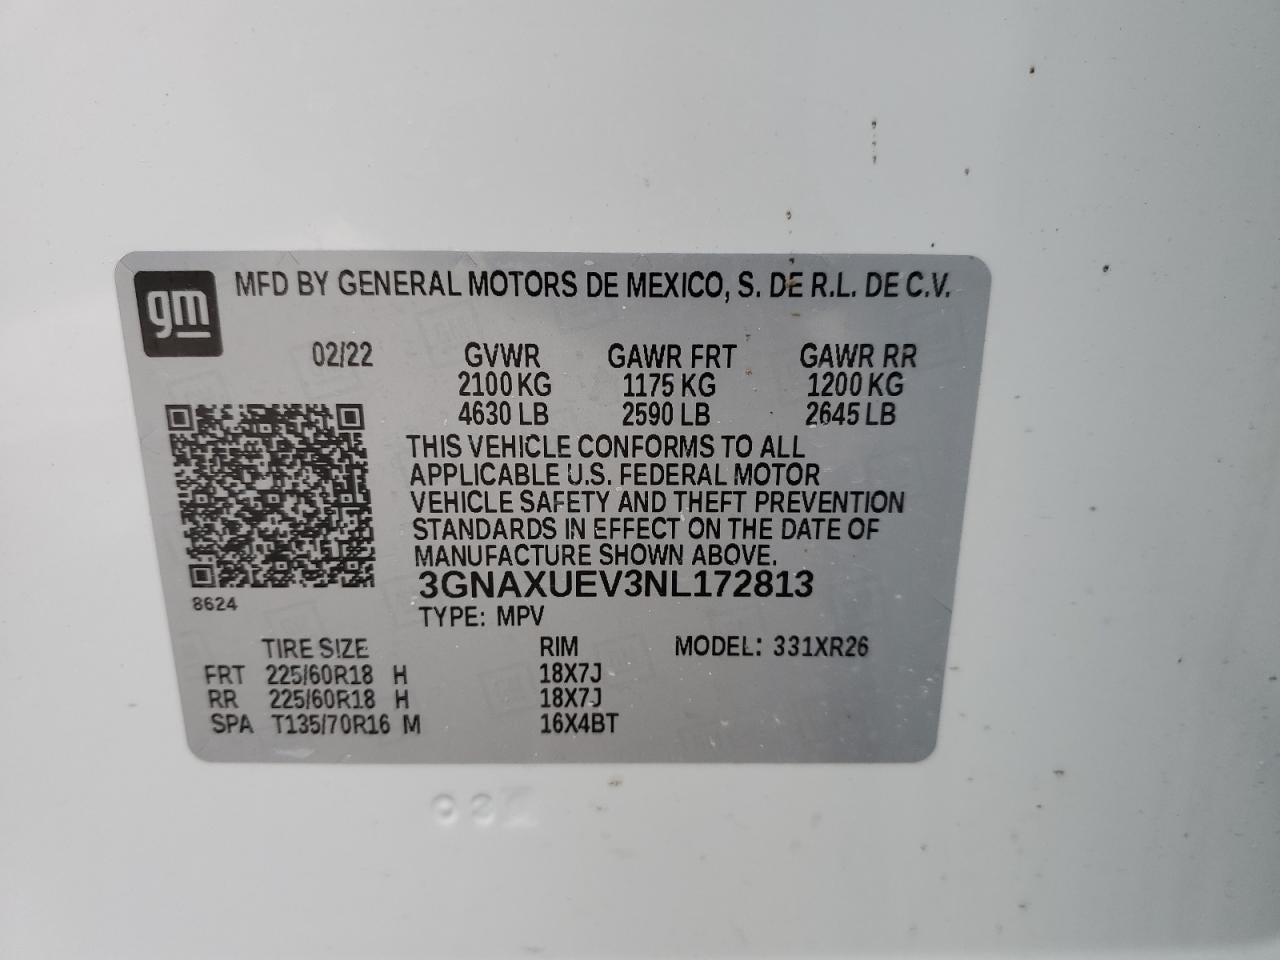 gm
MFD BY GENERAL MOTORS DE MEXICO, S. DE R.L. DE C.V.
02/22 GVWR GAWR FRT GAWR RR
2100 KG 1175 KG 1200 KG
4630 LB 2590 LB 2645 LB
THIS VEHICLE CONFORMS TO ALL
APPLICABLE U.S. FEDERAL MOTOR
VEHICLE SAFETY AND THEFT PREVENTION
STANDARDS IN EFFECT ON THE DATE OF
MANUFACTURE SHOWN ABOVE.
3GNAXUEV3NL172813
8624
TYPE: MPV
TIRE SIZE RIM MODEL: 331XR26
FRT 225/60R18 H 18X7J
RR 225/60R18 H 18X7J
SPA T135/70R16 M 16X4BT